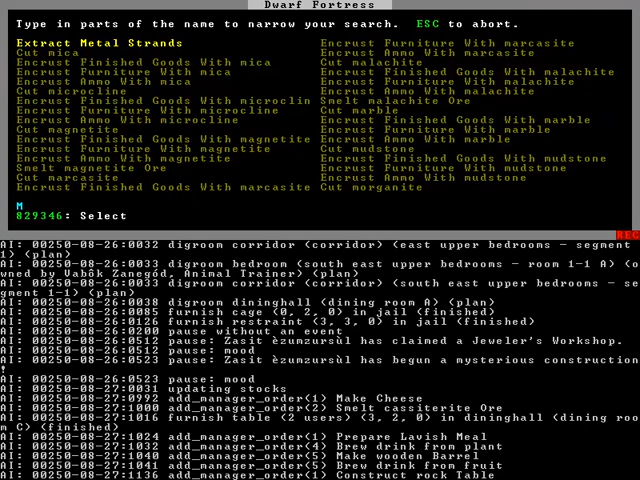 Dwarf Fortress
Type in parts of the name to narrow your search.  ESC to abort.
Extract Metal Strands
Cut mica
Encrust Finished Goods With mica
Encrust Furniture With mica
Encrust Ammo With mica
Cut microcline
Encrust Finished Goods With microclin
Encrust Furniture With microcline
Encrust Ammo With microcline
Cut magnetite
Encrust Finished Goods With magnetite
Encrust Furniture With magnetite
Encrust Ammo With magnetite
Smelt magnetite Ore
Cut marcasite
Encrust Finished Goods With marcasite
Encrust Furniture With marcasite
Encrust Ammo With marcasite
Cut malachite
Encrust Finished Goods With malachite
Encrust Furniture With malachite
Encrust Ammo With malachite
Smelt malachite Ore
Cut marble
Encrust Finished Goods With marble
Encrust Furniture With marble
Encrust Ammo With marble
Cut mudstone
Encrust Finished Goods With mudstone
Encrust Furniture With mudstone
Encrust Ammo With mudstone
Cut morganite
M
829346: Select
REC
AI: 00250-08-26:0032 digroom corridor (corridor) (east upper bedrooms - segment
1) (plan)
AI: 00250-08-26:0033 digroom bedroom (south east upper bedrooms - room 1-1 A) (o
wned by Vabôk Zanegód, Animal Trainer) (plan)
AI: 00250-08-26:0033 digroom corridor (corridor) (south east upper bedrooms - se
gment 1-1) (plan)
AI: 00250-08-26:0038 digroom dininghall (dining room A) (plan)
AI: 00250-08-26:0085 furnish cage (0, 2, 0) in jail (finished)
AI: 00250-08-26:0126 furnish restraint (3, 3, 0) in jail (finished)
AI: 00250-08-26:0200 pause without an event
AI: 00250-08-26:0512 pause: Zasit èzumzursùl has claimed a Jeweler's Workshop.
AI: 00250-08-26:0512 pause: mood
AI: 00250-08-26:0523 pause: Zasit èzumzursùl has begun a mysterious construction
!
AI: 00250-08-26:0523 pause: mood
AI: 00250-08-27:0031 updating stocks
AI: 00250-08-27:0992 add_manager_order(1) Make Cheese
AI: 00250-08-27:1000 add_manager_order(2) Smelt cassiterite Ore
AI: 00250-08-27:1016 furnish table (2 users) (3, 2, 0) in dininghall (dining roo
m C) (finished)
AI: 00250-08-27:1024 add_manager_order(1) Prepare Lavish Meal
AI: 00250-08-27:1032 add_manager_order(4) Brew drink from plant
AI: 00250-08-27:1040 add_manager_order(5) Make wooden Barrel
AI: 00250-08-27:1041 add_manager_order(5) Brew drink from fruit
AI: 00250-08-27:1136 add_manager_order(1) Construct rock Table